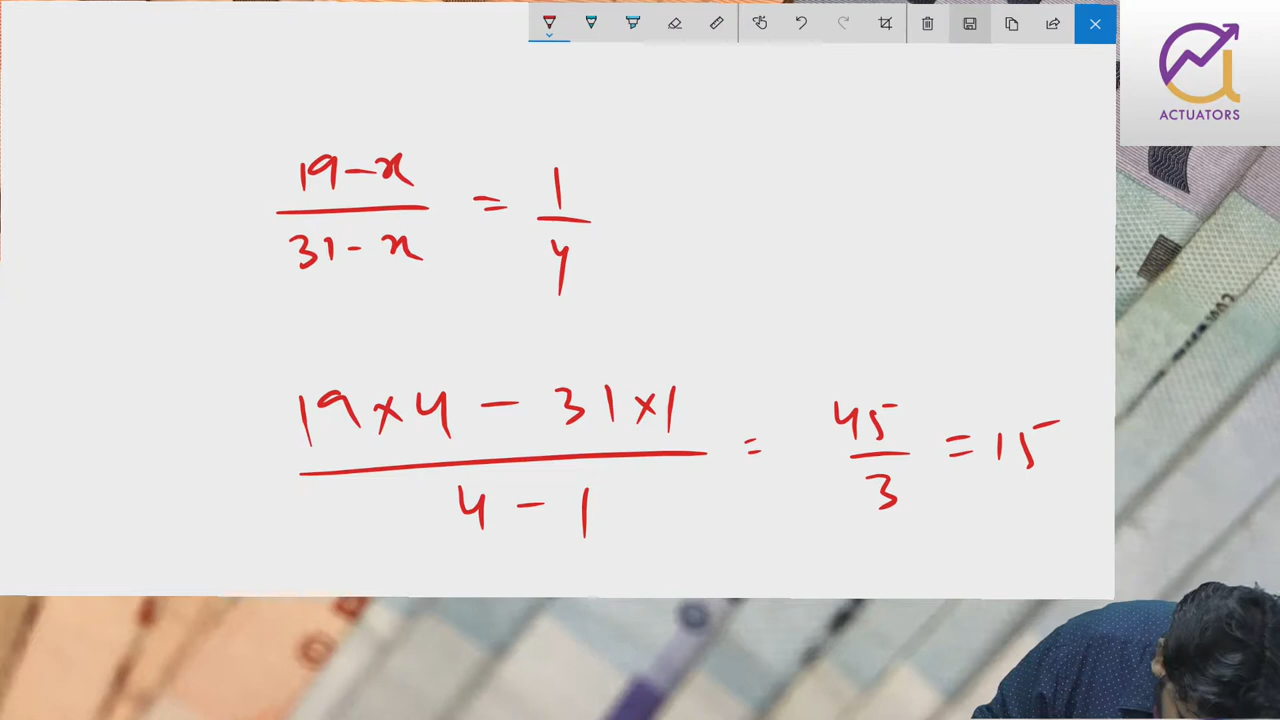 ACTUATORS
19-x
31-x
=
1
4
19×4 - 31×1
4 - 1
=
45
3
= 15